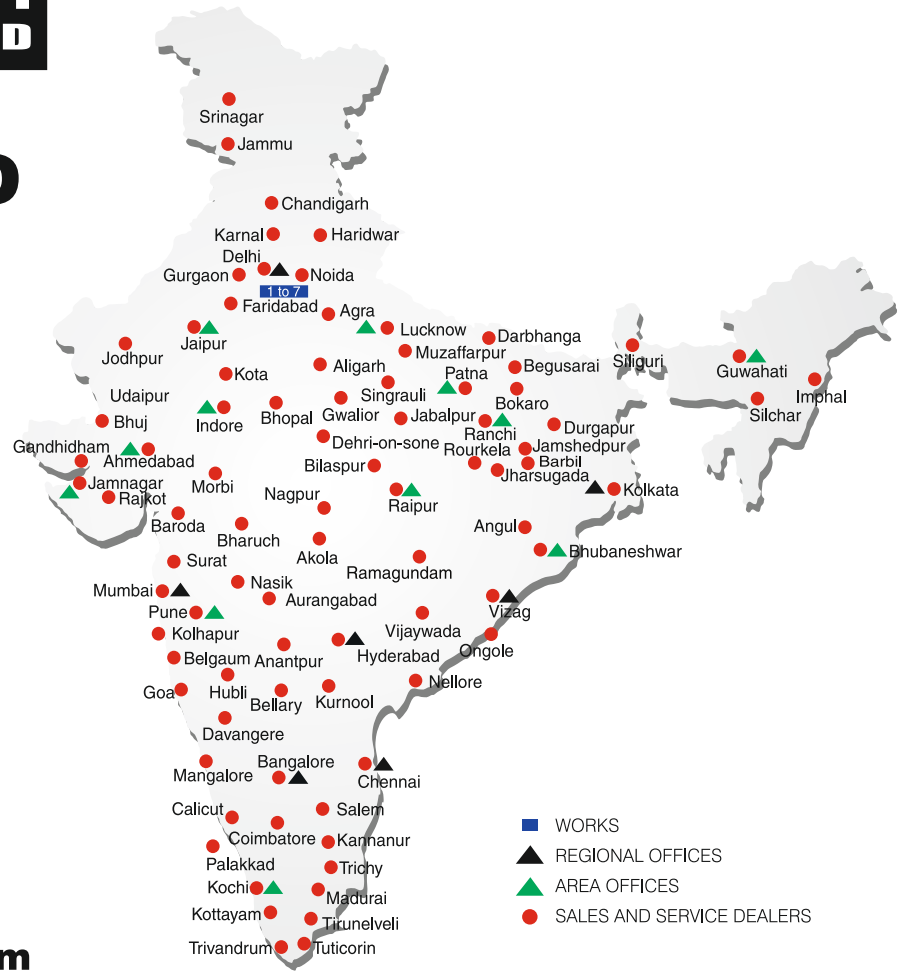 D
Srinagar
Jammu
Chandigarh
Karnal
Haridwar
Delhi
Gurgaon
Noida
1 to 7
Faridabad
Agra
Jaipur
Lucknow
Darbhanga
Jodhpur
Muzaffarpur
Siliguri
Guwahati
Aligarh
Begusarai
Kota
Patna
Singrauli
Imphal
Udaipur
Bokaro
Bhopal
Gwalior
Jabalpur
Silchar
Bhuj
Indore
Ranchi
Durgapur
Gandhidham
Dehri-on-sone
Rourkela
Jamshedpur
Ahmedabad
Bilaspur
Barbil
Jharsugada
Jamnagar
Morbi
Kolkata
Rajkot
Nagpur
Raipur
Baroda
Bharuch
Angul
Akola
Bhubaneshwar
Surat
Ramagundam
Nasik
Mumbai
Aurangabad
Pune
Vizag
Kolhapur
Vijaywada
Ongole
Belgaum
Anantpur
Hyderabad
Goa
Hubli
Nellore
Bellary
Kurnool
Davangere
Mangalore
Bangalore
Chennai
Calicut
Salem
Coimbatore
Kannanur
Palakkad
Trichy
Kochi
Madurai
Kottayam
Tirunelveli
Trivandrum
Tuticorin
WORKS
REGIONAL OFFICES
AREA OFFICES
SALES AND SERVICE DEALERS
m